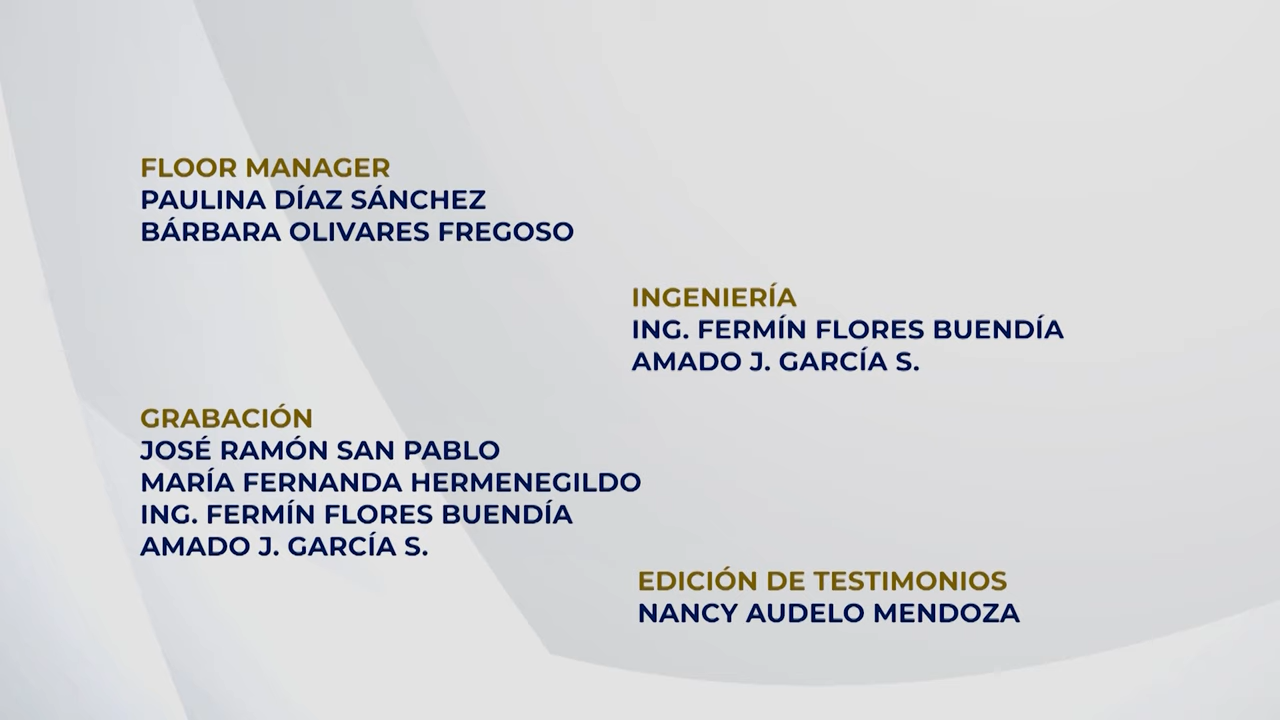 FLOOR MANAGER
PAULINA DÍAZ SÁNCHEZ
BÁRBARA OLIVARES FREGOSO
INGENIERÍA
ING. FERMÍN FLORES BUENDÍA
AMADO J. GARCÍA S.
GRABACIÓN
JOSÉ RAMÓN SAN PABLO
MARÍA FERNANDA HERMENEGILDO
ING. FERMÍN FLORES BUENDÍA
AMADO J. GARCÍA S.
EDICIÓN DE TESTIMONIOS
NANCY AUDELO MENDOZA